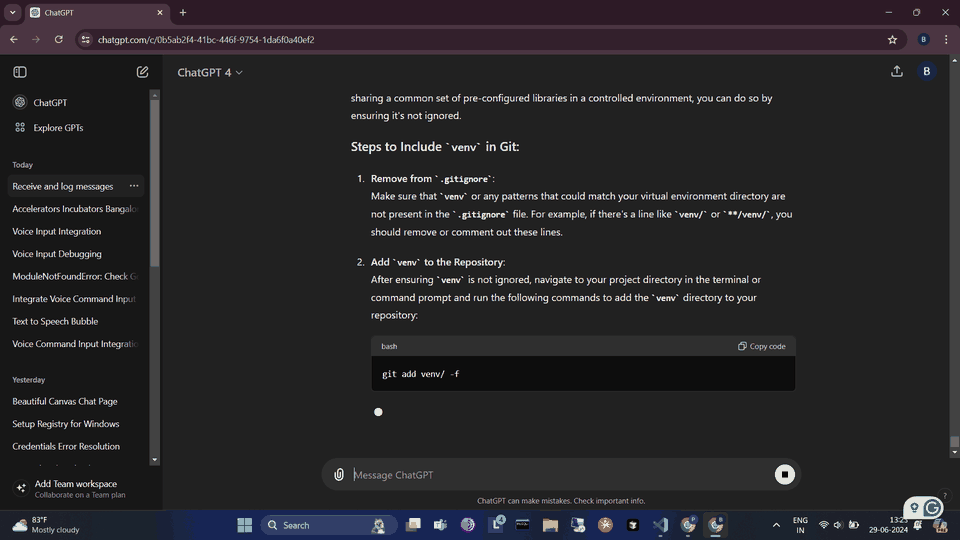 ChatGPT
chatgpt.com/c/0b5ab2f4-41bc-446f-9754-1da6f0a40ef2
B
ChatGPT 4
B
ChatGPT
Explore GPTs
Today
Receive and log messages
Accelerators Incubators Bangalo
Voice Input Integration
Voice Input Debugging
ModuleNotFoundError: Check G
Integrate Voice Command Input
Text to Speech Bubble
Voice Command Input Integratio
Yesterday
Beautiful Canvas Chat Page
Setup Registry for Windows
Credentials Error Resolution
Add Team workspace
Collaborate on a Team plan
sharing a common set of pre-configured libraries in a controlled environment, you can do so by
ensuring it's not ignored.
Steps to Include `venv` in Git:
1. Remove from `.gitignore`:
Make sure that `venv` or any patterns that could match your virtual environment directory are
not present in the `.gitignore` file. For example, if there's a line like `venv/` or `**/venv/`, you
should remove or comment out these lines.
2. Add `venv` to the Repository:
After ensuring `venv` is not ignored, navigate to your project directory in the terminal or
command prompt and run the following commands to add the `venv` directory to your
repository:
bash
Copy code
git add venv/ -f
Message ChatGPT
ChatGPT can make mistakes. Check important info.
?
83°F
Mostly cloudy
Search
4
ENG
IN
13:23
29-06-2024